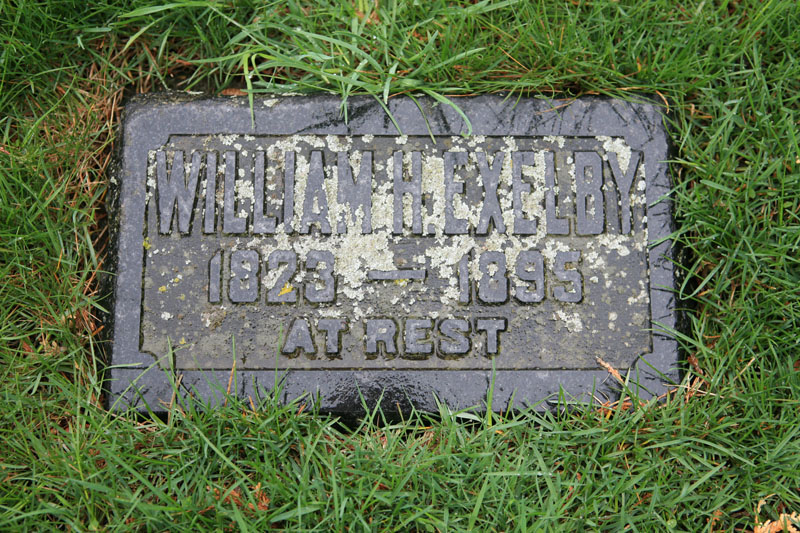 WILLIAM H. EXELBY
1823 — 1895
AT REST